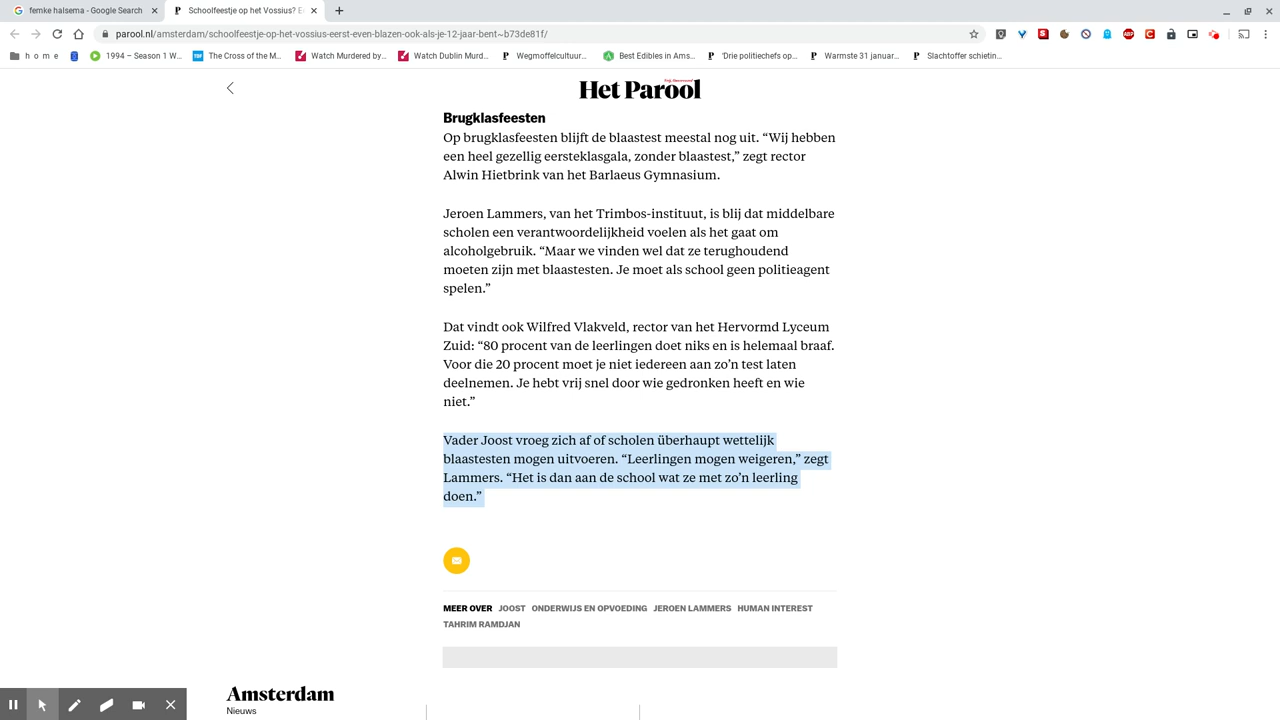 femke halsema - Google Search
Schoolfeestje op het Vossius? E
parool.nl/amsterdam/schoolfeestje-op-het-vossius-eerst-even-blazen-ook-als-je-12-jaar-bent~b73de81f/
h o m e
1994 – Season 1 W...
The Cross of the M...
Watch Murdered by...
Watch Dublin Murd...
Wegmoffelcultuur...
Best Edibles in Ams...
'Drie politiechefs op...
Warmste 31 januar...
Slachtoffer schietin...
Het Parool
Brugklasfeesten
Op brugklasfeesten blijft de blaastest meestal nog uit. “Wij hebben
een heel gezellig eersteklasgala, zonder blaastest,” zegt rector
Alwin Hietbrink van het Barlaeus Gymnasium.
Jeroen Lammers, van het Trimbos-instituut, is blij dat middelbare
scholen een verantwoordelijkheid voelen als het gaat om
alcoholgebruik. “Maar we vinden wel dat ze terughoudend
moeten zijn met blaastesten. Je moet als school geen politieagent
spelen.”
Dat vindt ook Wilfred Vlakveld, rector van het Hervormd Lyceum
Zuid: “80 procent van de leerlingen doet niks en is helemaal braaf.
Voor die 20 procent moet je niet iedereen aan zo’n test laten
deelnemen. Je hebt vrij snel door wie gedronken heeft en wie
niet.”
Vader Joost vroeg zich af of scholen überhaupt wettelijk
blaastesten mogen uitvoeren. “Leerlingen mogen weigeren,” zegt
Lammers. “Het is dan aan de school wat ze met zo’n leerling
doen.”
MEER OVER JOOST ONDERWIJS EN OPVOEDING JEROEN LAMMERS HUMAN INTEREST
TAHRIM RAMDJAN
Amsterdam
Nieuws